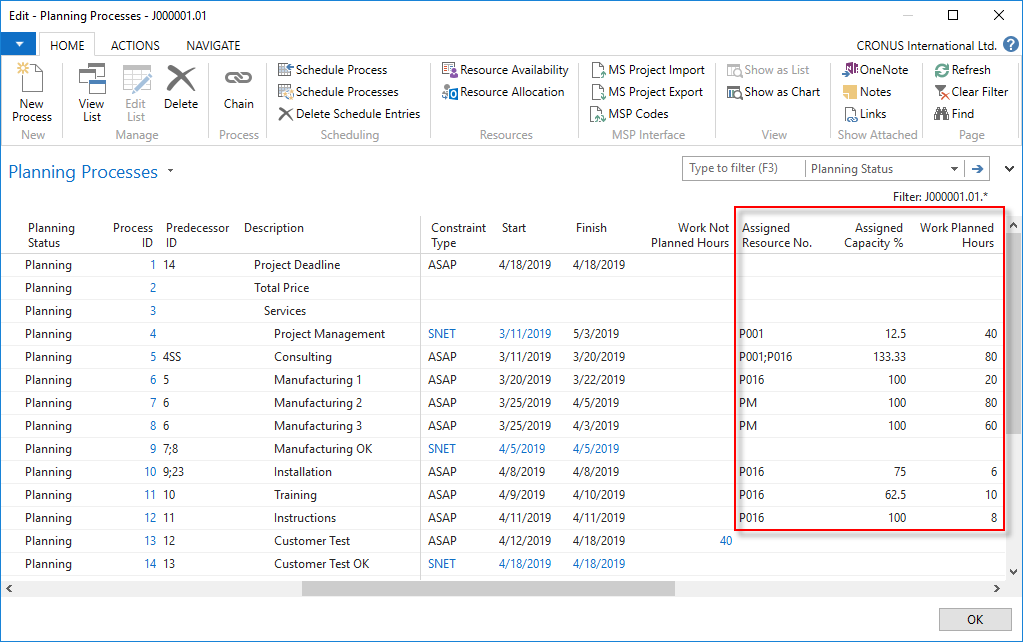 Edit - Planning Processes - J000001.01
HOME ACTIONS NAVIGATE CRONUS International Ltd. ?
New Process
View List
Edit List
Delete
Chain
Schedule Process
Schedule Processes
Delete Schedule Entries
Resource Availability
Resource Allocation
MS Project Import
MS Project Export
MSP Codes
Show as List
Show as Chart
OneNote
Notes
Links
Refresh
Clear Filter
Find
New Manage Process Scheduling Resources MSP Interface View Show Attached Page
Planning Processes
Type to filter (F3) Planning Status
Filter: J000001.01.*
Planning Status Process ID Predecessor ID Description Constraint Type Start Finish Work Not Planned Hours Assigned Resource No. Assigned Capacity % Work Planned Hours
Planning 1 14 Project Deadline ASAP 4/18/2019 4/18/2019
Planning 2 Total Price
Planning 3 Services
Planning 4 Project Management SNET 3/11/2019 5/3/2019 P001 12.5 40
Planning 5 4SS Consulting ASAP 3/11/2019 3/20/2019 P001;P016 133.33 80
Planning 6 5 Manufacturing 1 ASAP 3/20/2019 3/22/2019 P016 100 20
Planning 7 6 Manufacturing 2 ASAP 3/25/2019 4/5/2019 PM 100 80
Planning 8 6 Manufacturing 3 ASAP 3/25/2019 4/3/2019 PM 100 60
Planning 9 7;8 Manufacturing OK SNET 4/5/2019 4/5/2019
Planning 10 9;23 Installation ASAP 4/8/2019 4/8/2019 P016 75 6
Planning 11 10 Training ASAP 4/9/2019 4/10/2019 P016 62.5 10
Planning 12 11 Instructions ASAP 4/11/2019 4/11/2019 P016 100 8
Planning 13 12 Customer Test ASAP 4/12/2019 4/18/2019 40
Planning 14 13 Customer Test OK SNET 4/18/2019 4/18/2019
OK